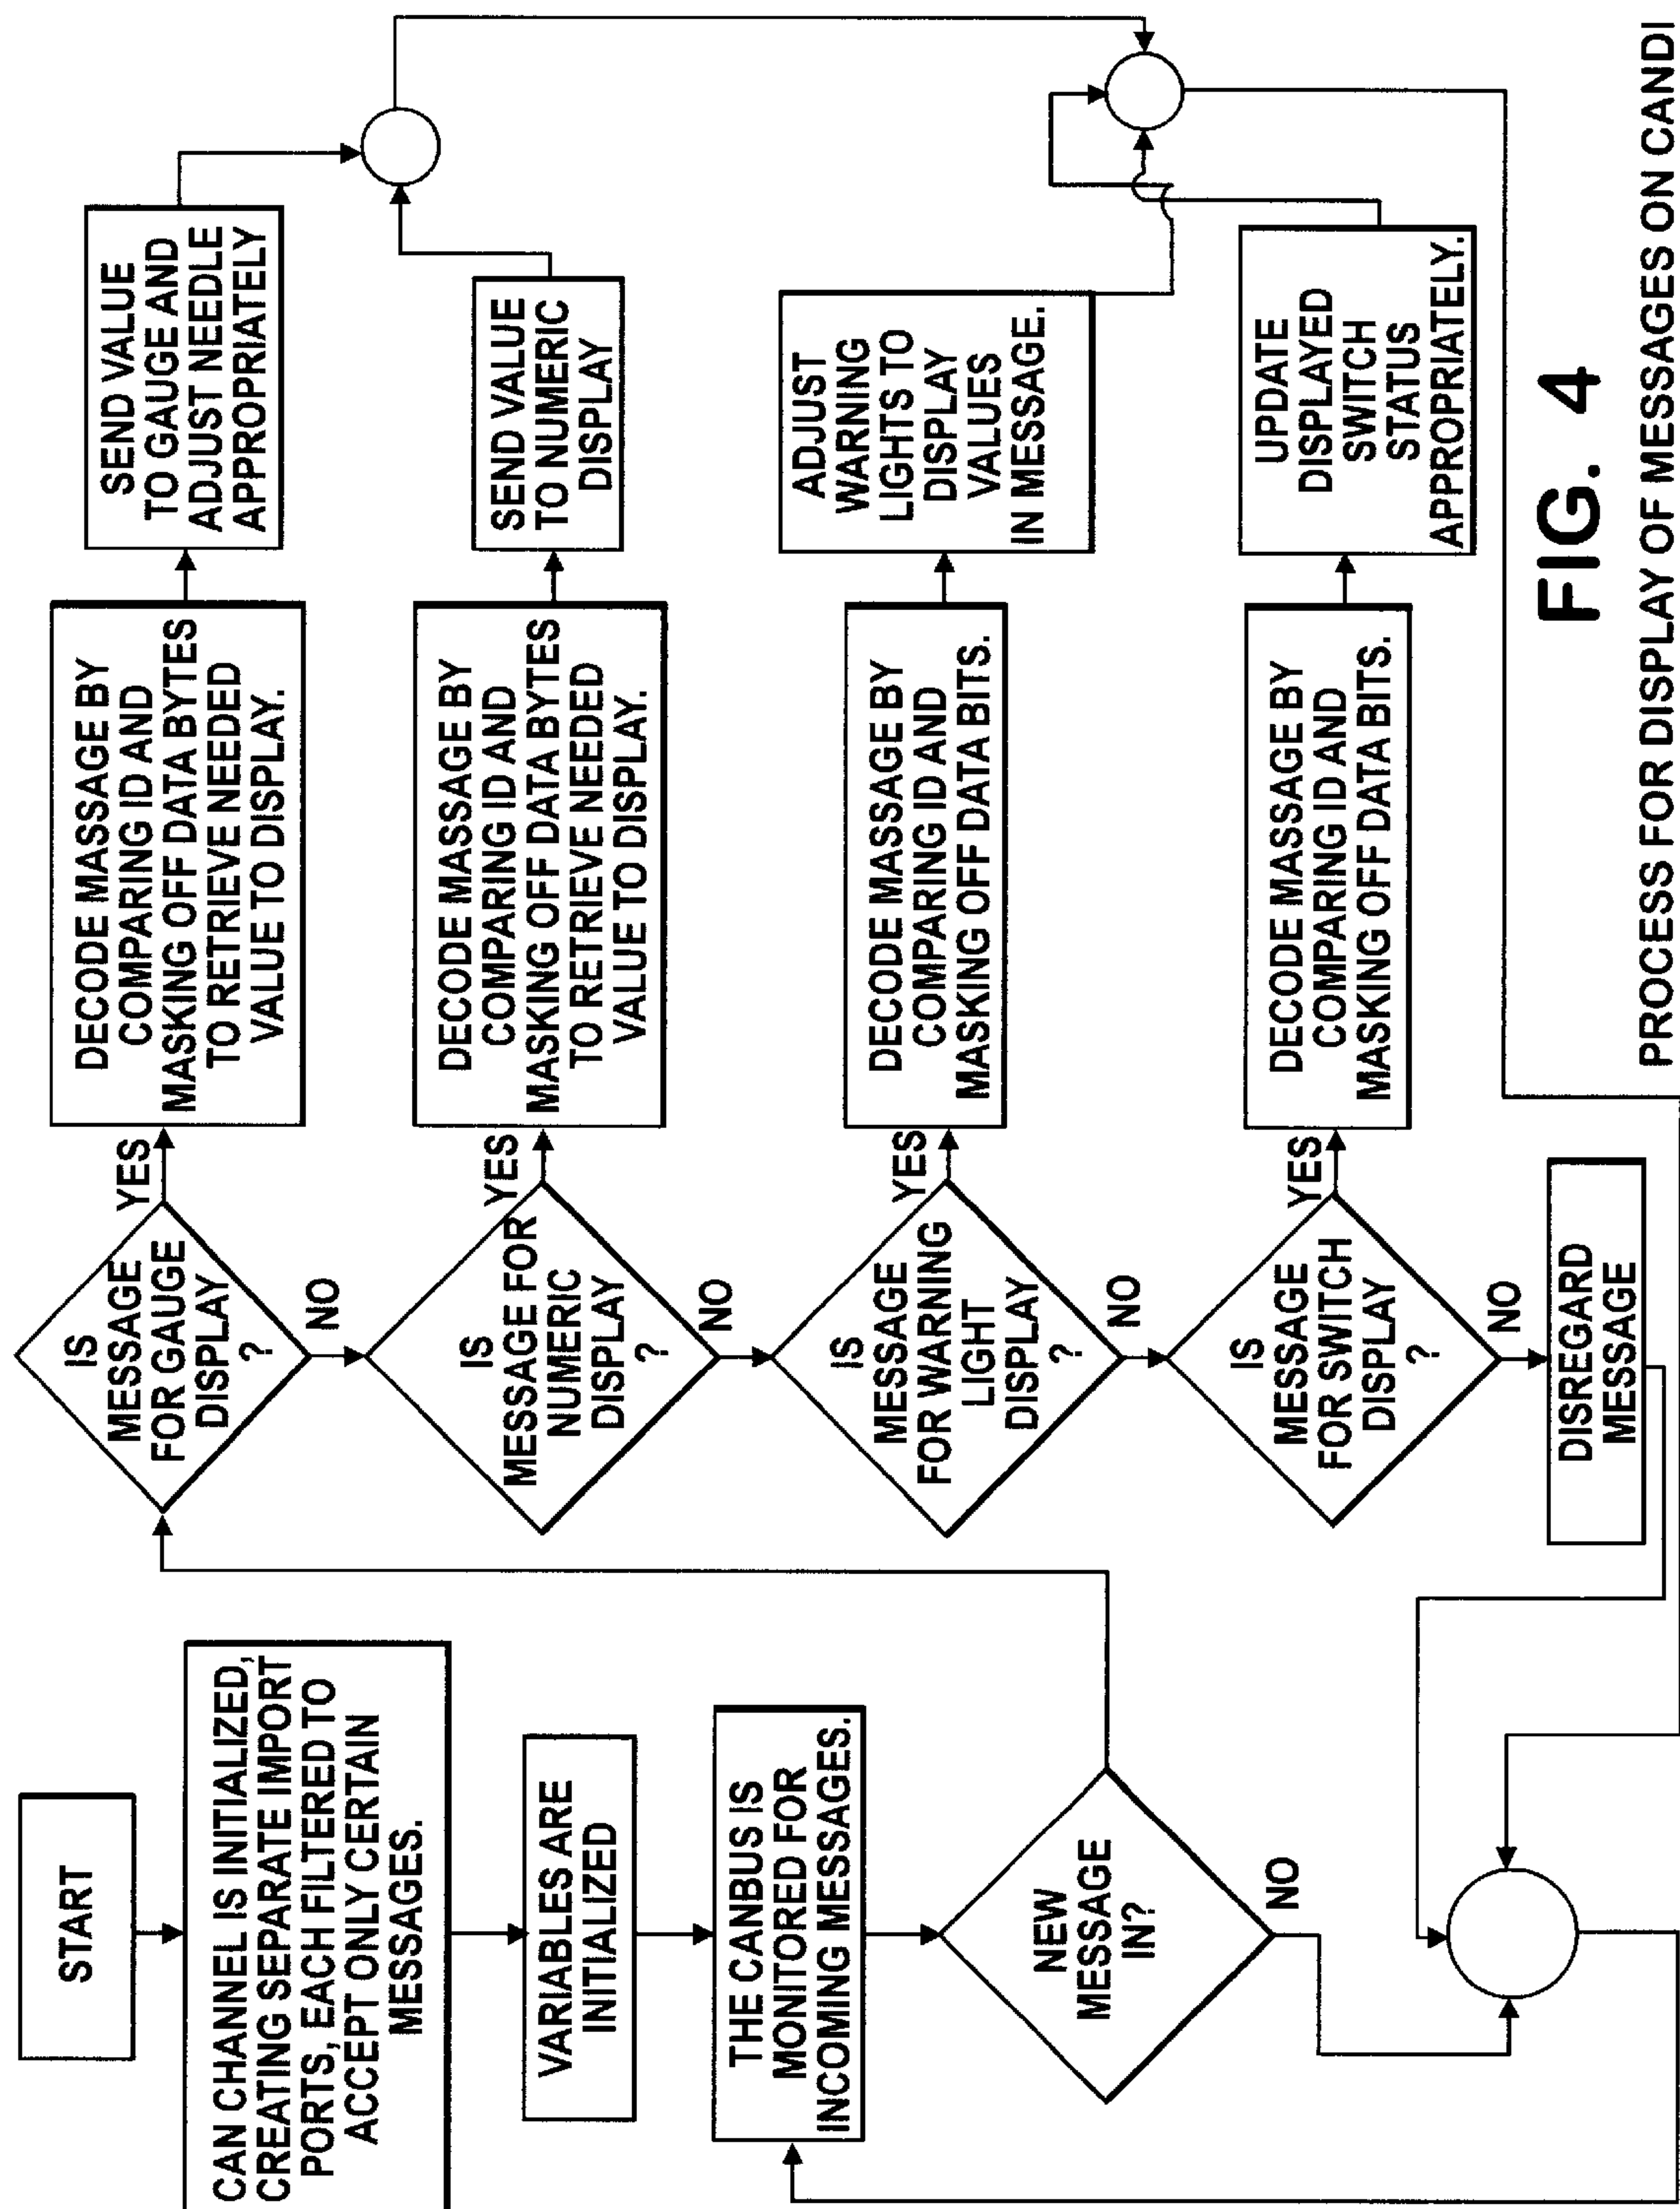 START
CAN CHANNEL IS INITIALIZED,
CREATING SEPARATE IMPORT
PORTS, EACH FILTERED TO
ACCEPT ONLY CERTAIN
MESSAGES.
VARIABLES ARE
INITIALIZED
THE CANBUS IS
MONITORED FOR
INCOMING MESSAGES.
NEW
MESSAGE
IN?
NO
IS
MESSAGE
FOR GAUGE
DISPLAY
?
YES
NO
DECODE MASSAGE BY
COMPARING ID AND
MASKING OFF DATA BYTES
TO RETRIEVE NEEDED
VALUE TO DISPLAY.
SEND VALUE
TO GAUGE AND
ADJUST NEEDLE
APPROPRIATELY
IS
MESSAGE FOR
NUMERIC
DISPLAY
?
YES
NO
DECODE MASSAGE BY
COMPARING ID AND
MASKING OFF DATA BYTES
TO RETRIEVE NEEDED
VALUE TO DISPLAY.
SEND VALUE
TO NUMERIC
DISPLAY
IS
MESSAGE
FOR WARNING
LIGHT
DISPLAY
?
YES
NO
DECODE MASSAGE BY
COMPARING ID AND
MASKING OFF DATA BITS.
ADJUST
WARNING
LIGHTS TO
DISPLAY
VALUES
IN MESSAGE.
IS
MESSAGE
FOR SWITCH
DISPLAY
?
YES
NO
DECODE MASSAGE BY
COMPARING ID AND
MASKING OFF DATA BITS.
UPDATE
DISPLAYED
SWITCH
STATUS
APPROPRIATELY.
DISREGARD
MESSAGE
FIG. 4
PROCESS FOR DISPLAY OF MESSAGES ON CANDI